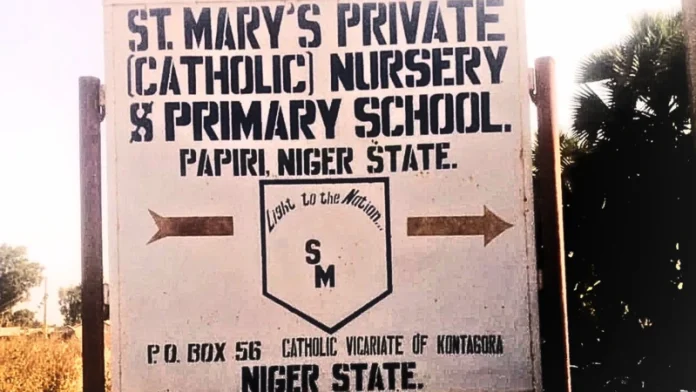 ST. MARY'S PRIVATE
(CATHOLIC) NURSERY
& PRIMARY SCHOOL.
PAPIRI, NIGER STATE.
Light to the Nation...
S
M
P.O. BOX 56 CATHOLIC VICARIATE OF KONTAGORA
NIGER STATE.